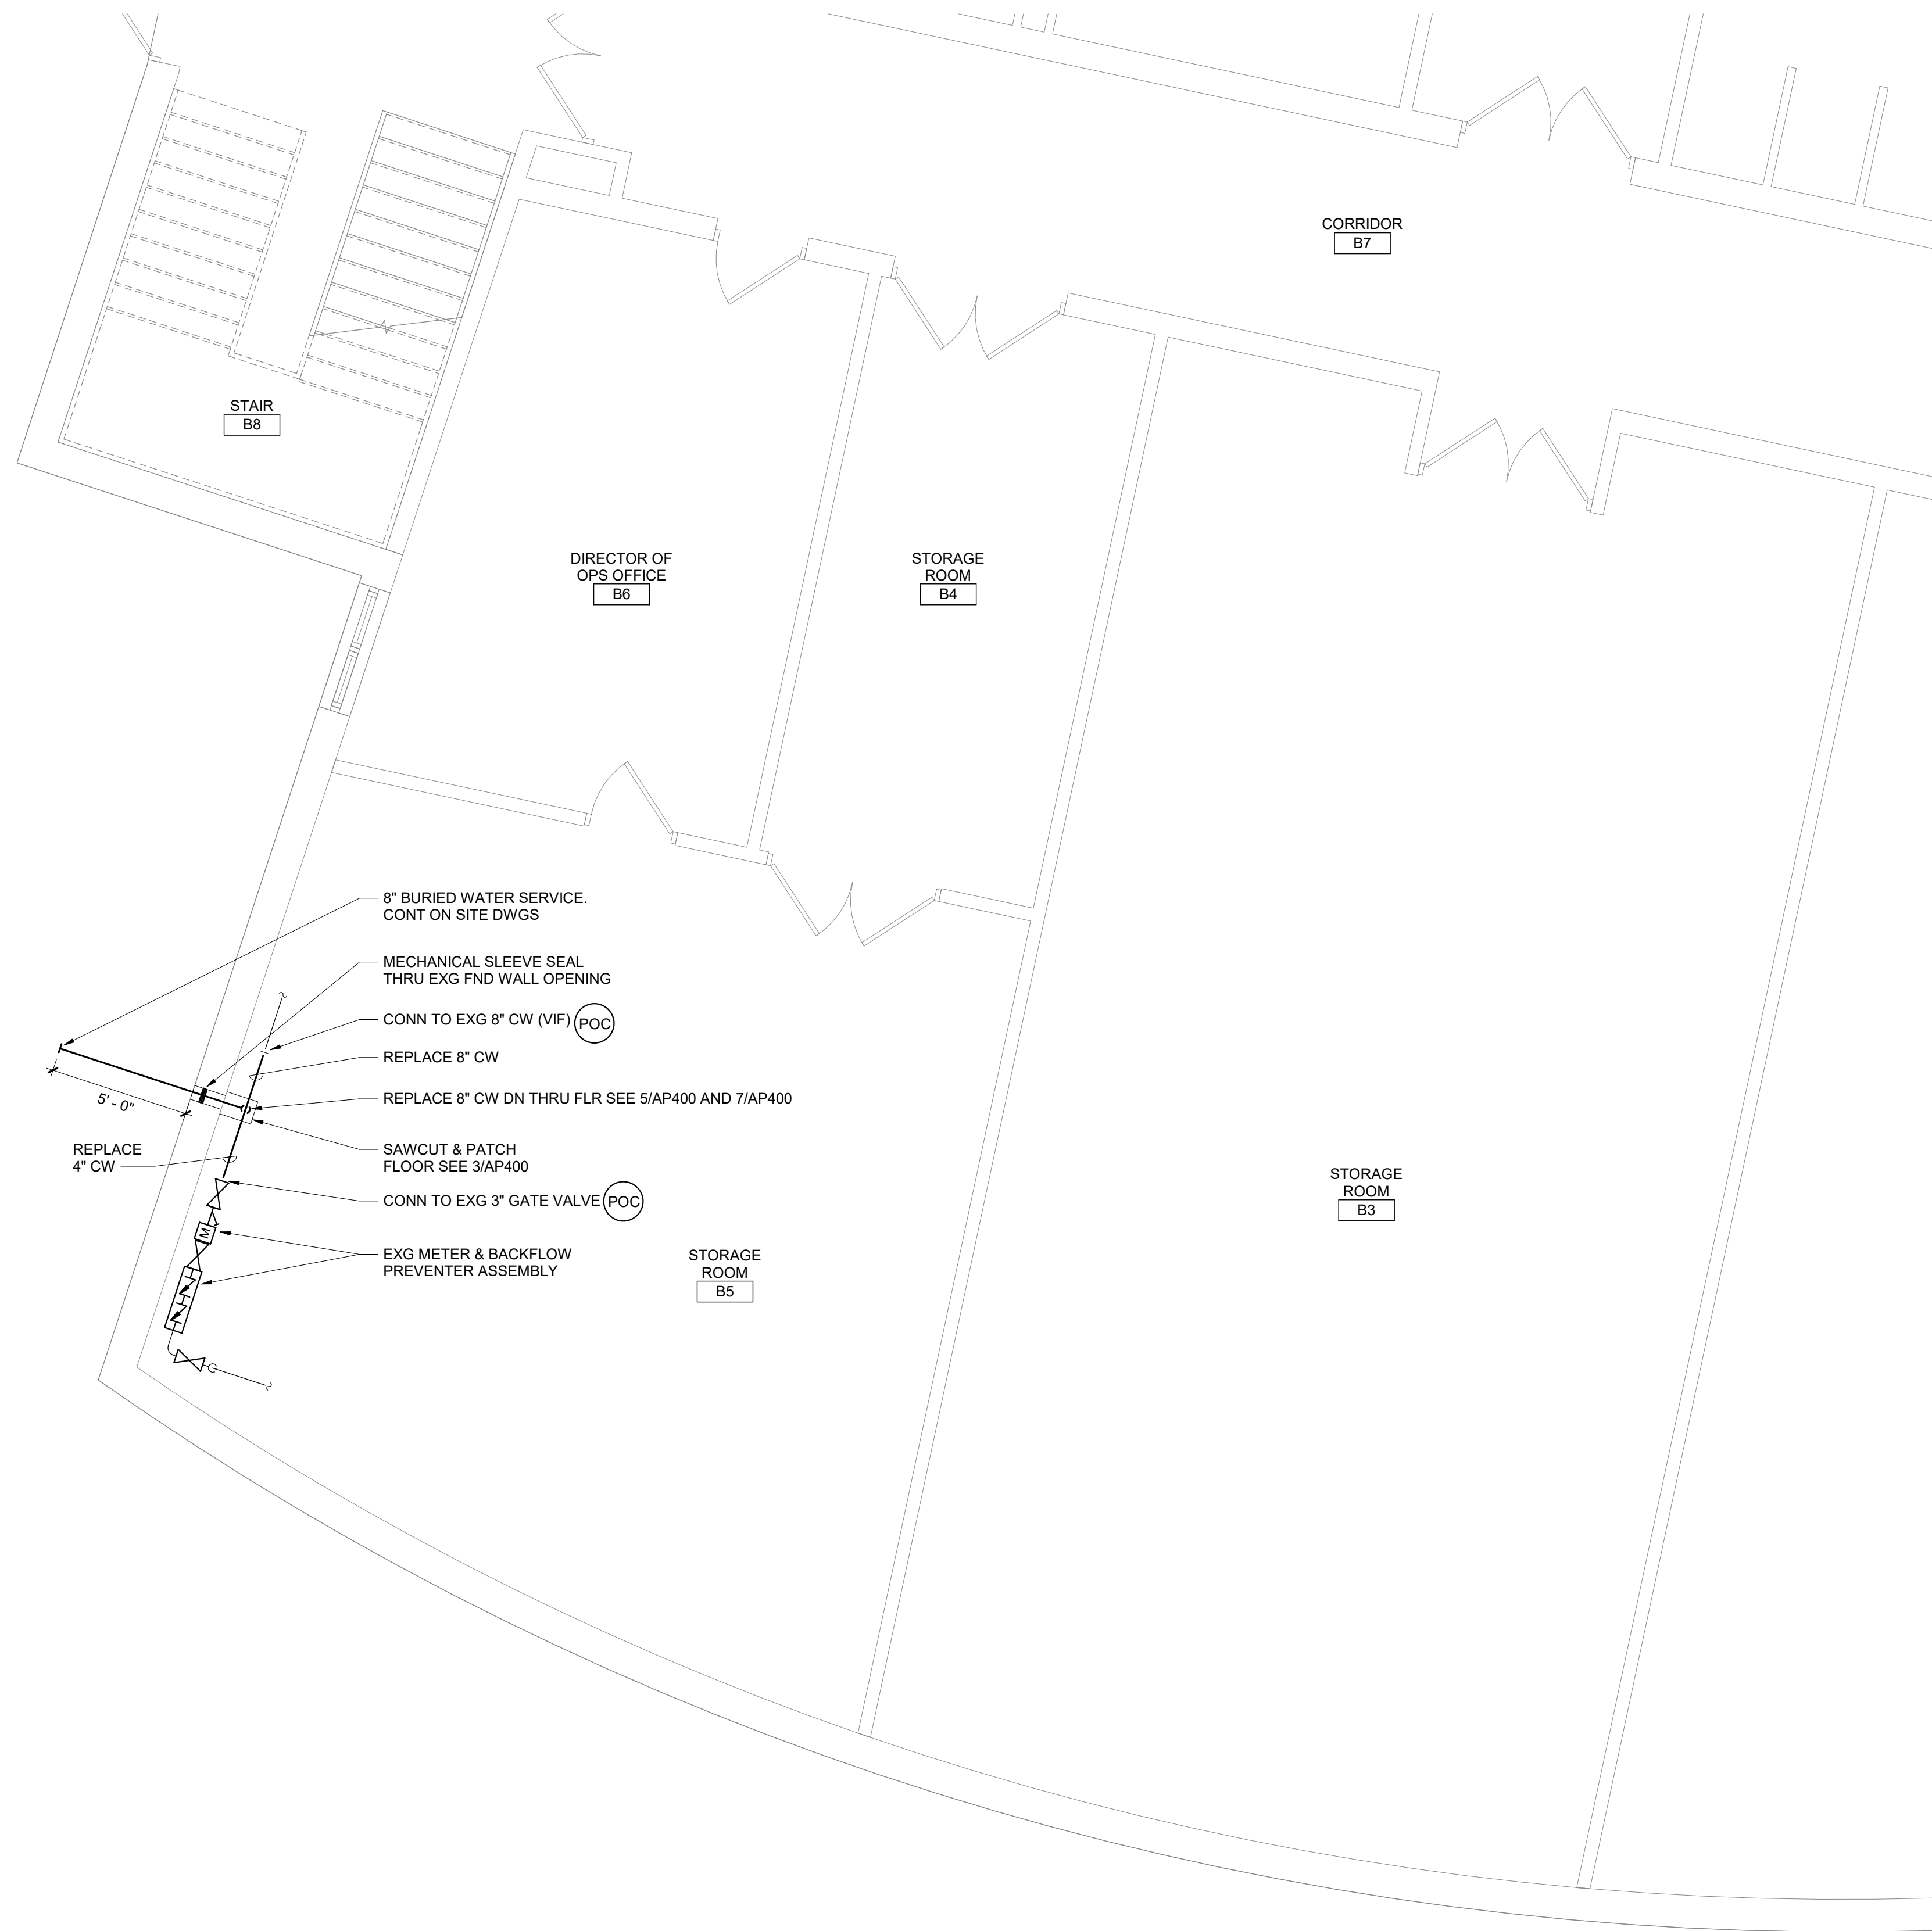 CORRIDOR
B7
STAIR
B8
DIRECTOR OF
OPS OFFICE
B6
STORAGE
ROOM
B4
8" BURIED WATER SERVICE.
CONT ON SITE DWGS
MECHANICAL SLEEVE SEAL
THRU EXG FND WALL OPENING
CONN TO EXG 8" CW (VIF) POC
REPLACE 8" CW
REPLACE 8" CW DN THRU FLR SEE 5/AP400 AND 7/AP400
5' - 0"
SAWCUT & PATCH
FLOOR SEE 3/AP400
REPLACE
4" CW
CONN TO EXG 3" GATE VALVE POC
M
EXG METER & BACKFLOW
PREVENTER ASSEMBLY
STORAGE
ROOM
B5
STORAGE
ROOM
B3